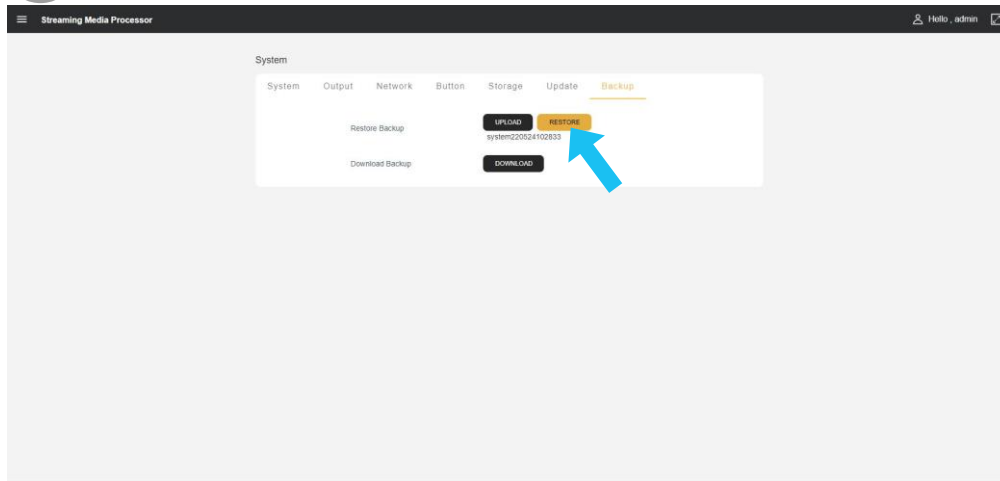 Streaming Media Processor Hello , admin
System
System Output Network Button Storage Update Backup
Restore Backup UPLOAD RESTORE
system220524102833
Download Backup DOWNLOAD